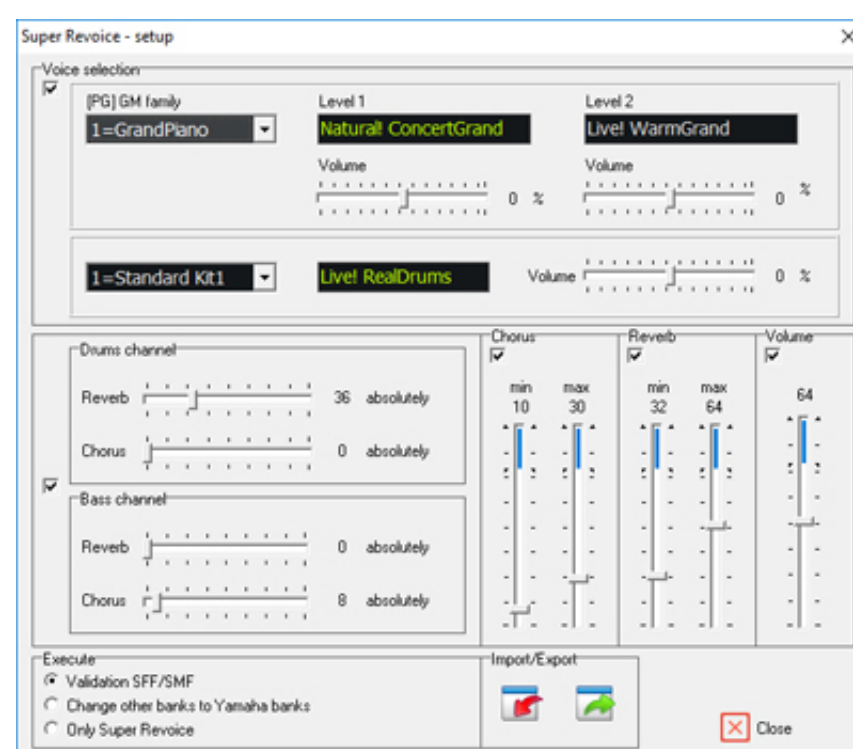 Super Revoice - setup
Voice selection
[PG] GM family Level 1 Level 2
1=GrandPiano Natural! ConcertGrand Live! WarmGrand
Volume Volume
0 % 0 %
1=Standard Kit1 Live! RealDrums Volume 0 %
Drums channel
Reverb 36 absolutely
Chorus 0 absolutely
Bass channel
Reverb 0 absolutely
Chorus 8 absolutely
Chorus Reverb Volume
min max min max
10 30 32 64 64
Execute
Validation SFF/SMF
Change other banks to Yamaha banks
Only Super Revoice
Import/Export
Close